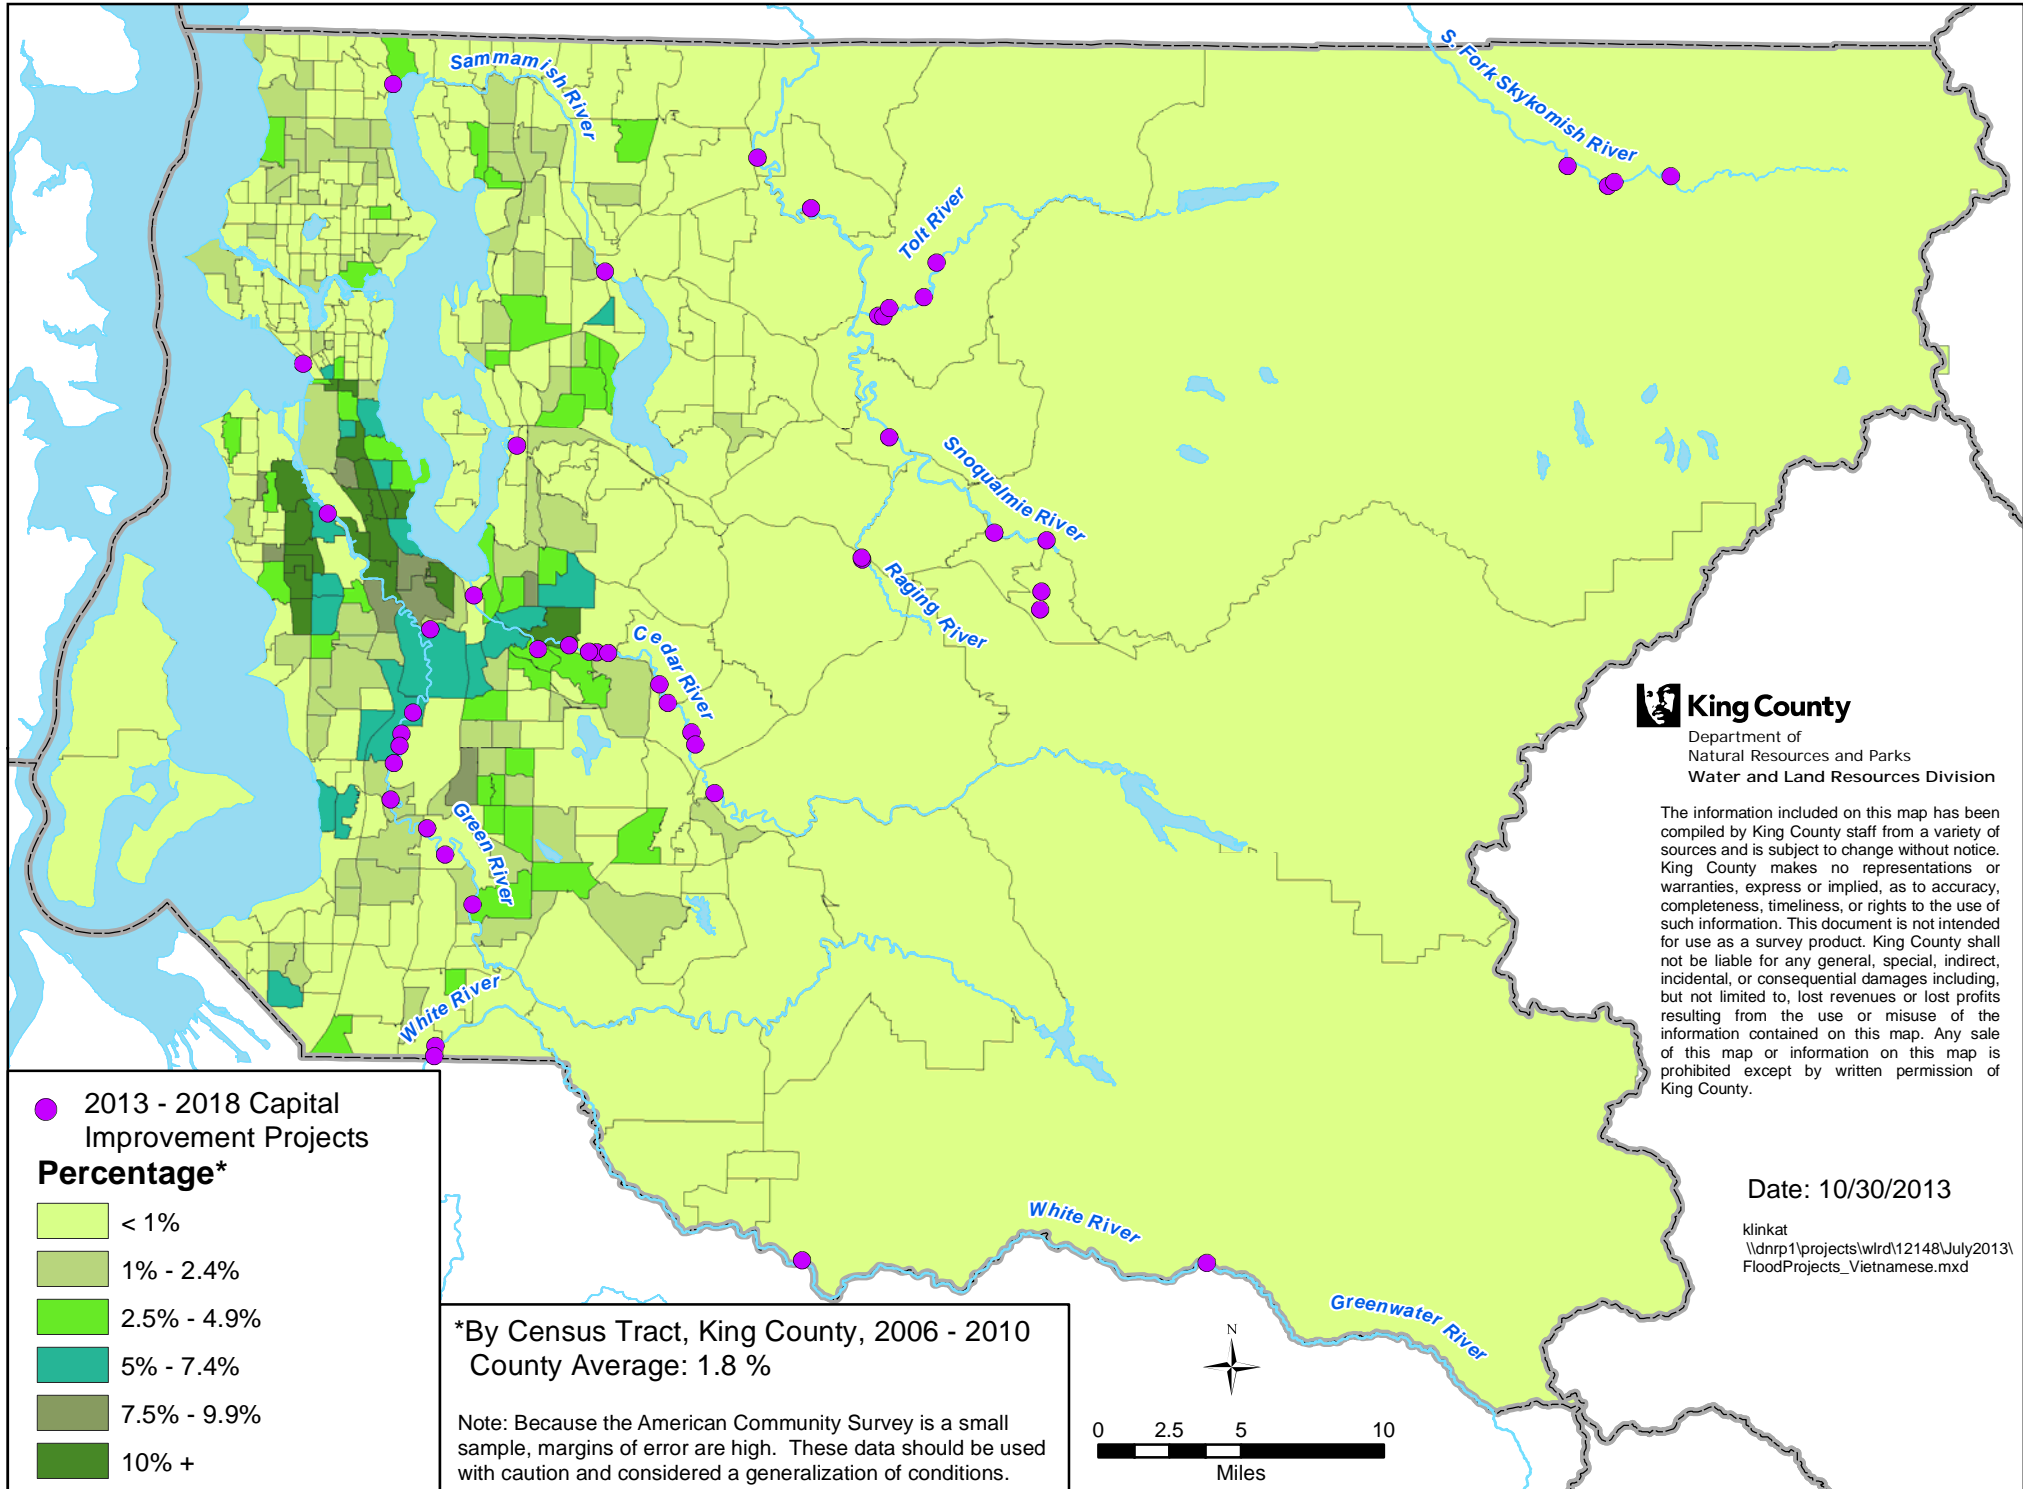 Sammamish River
S. Fork Skykomish River
Tolt River
Snoqualmie River
Raging River
Cedar River
Green River
White River
White River
Greenwater River
King County
Department of
Natural Resources and Parks
Water and Land Resources Division
The information included on this map has been
compiled by King County staff from a variety of
sources and is subject to change without notice.
King County makes no representations or
warranties, express or implied, as to accuracy,
completeness, timeliness, or rights to the use of
such information. This document is not intended
for use as a survey product. King County shall
not be liable for any general, special, indirect,
incidental, or consequential damages including,
but not limited to, lost revenues or lost profits
resulting from the use or misuse of the
information contained on this map. Any sale
of this map or information on this map is
prohibited except by written permission of
King County.
Date: 10/30/2013
klinkat
\\dnrp1\projects\wlrd\12148\July2013\
FloodProjects_Vietnamese.mxd
2013 - 2018 Capital
Improvement Projects
Percentage*
< 1%
1% - 2.4%
2.5% - 4.9%
5% - 7.4%
7.5% - 9.9%
10% +
*By Census Tract, King County, 2006 - 2010
County Average: 1.8 %
Note: Because the American Community Survey is a small
sample, margins of error are high. These data should be used
with caution and considered a generalization of conditions.
N
0 2.5 5 10
Miles